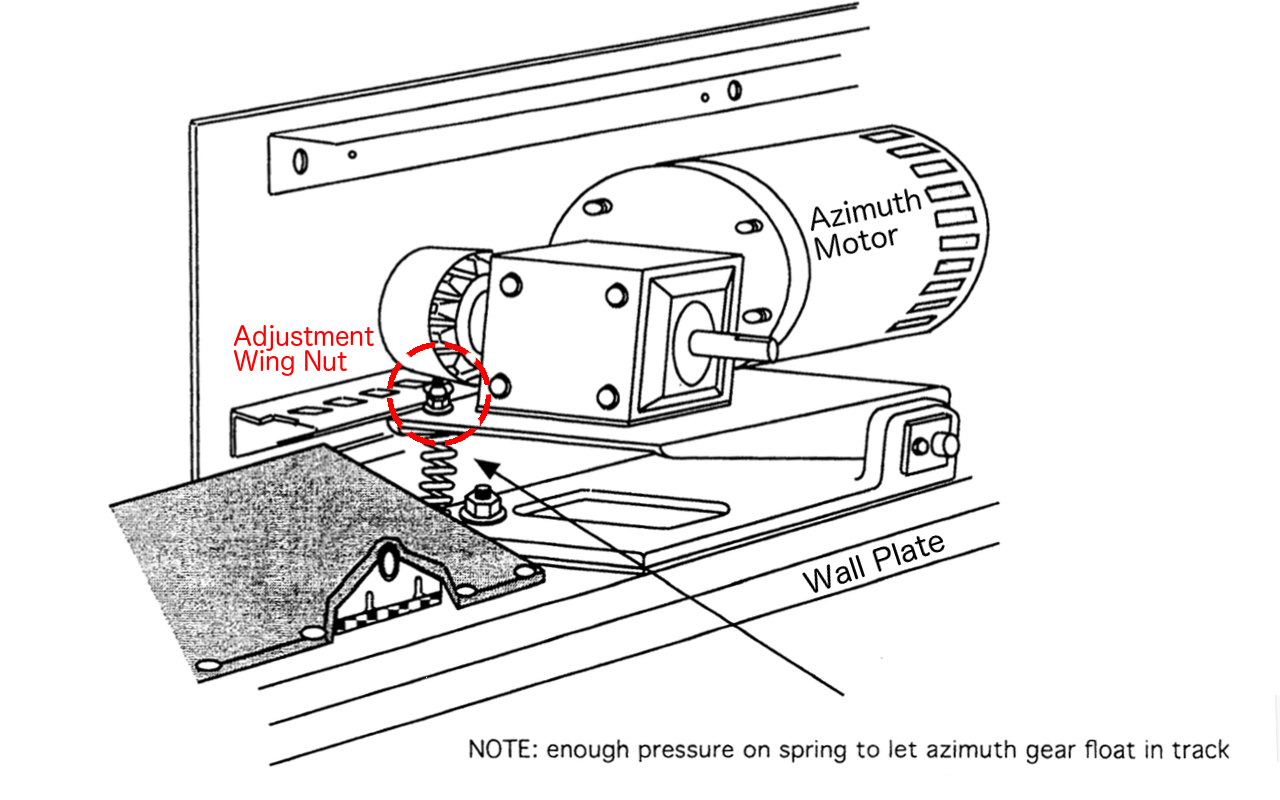 Azimuth
Motor
Adjustment
Wing Nut
Wall Plate
NOTE: enough pressure on spring to let azimuth gear float in track